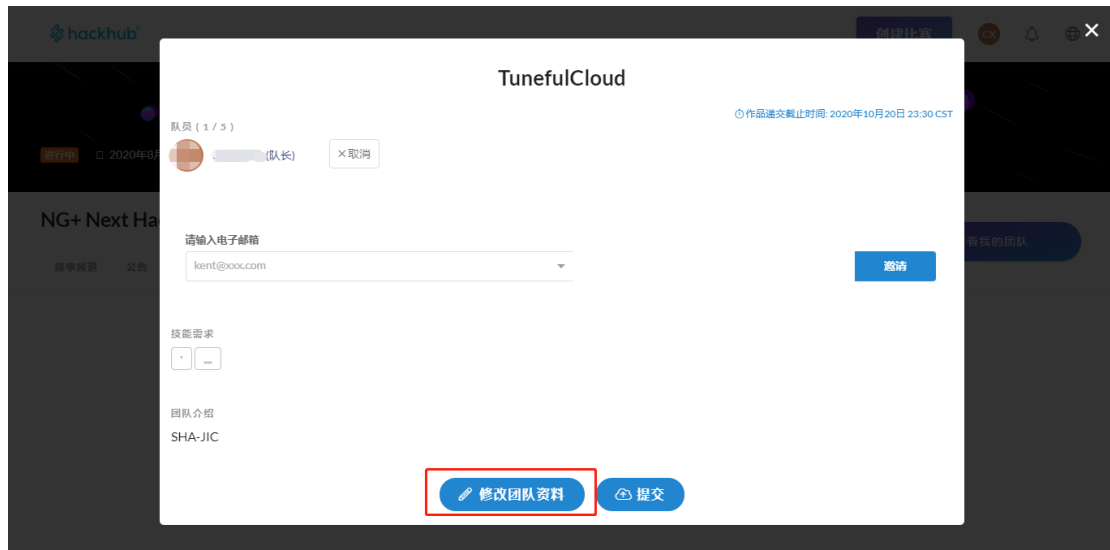 hackhub
创建比赛
CX
TunefulCloud
作品递交截止时间: 2020年10月20日 23:30 CST
队员 ( 1 / 5 )
(队长)
×取消
进行中
2020年8月
NG+ Next Ha
看我的团队
赛事频道 公告
请输入电子邮箱
kent@xxx.com
邀请
技能需求
团队介绍
SHA-JIC
修改团队资料
提交